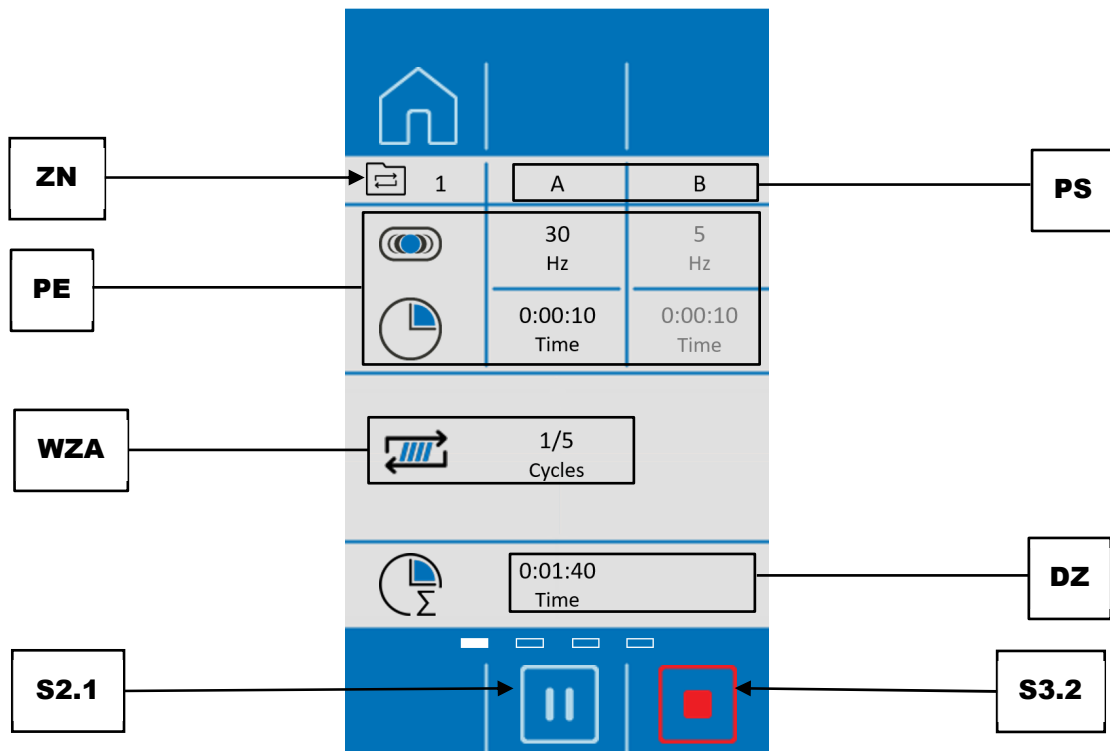 ZN
1
A
B
PS
PE
30
Hz
5
Hz
0:00:10
Time
0:00:10
Time
WZA
1/5
Cycles
0:01:40
Time
Σ
DZ
S2.1
S3.2